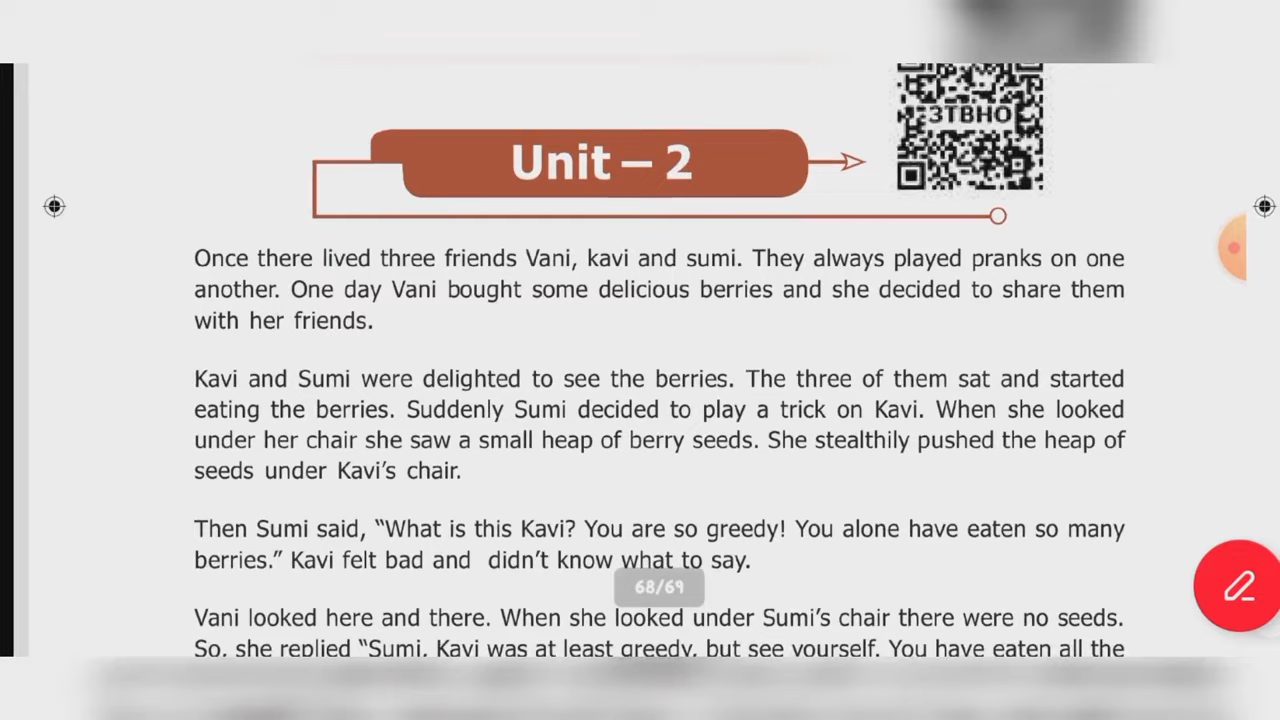 3TBHO
Unit – 2
Once there lived three friends Vani, kavi and sumi. They always played pranks on one
another. One day Vani bought some delicious berries and she decided to share them
with her friends.
Kavi and Sumi were delighted to see the berries. The three of them sat and started
eating the berries. Suddenly Sumi decided to play a trick on Kavi. When she looked
under her chair she saw a small heap of berry seeds. She stealthily pushed the heap of
seeds under Kavi’s chair.
Then Sumi said, “What is this Kavi? You are so greedy! You alone have eaten so many
berries.” Kavi felt bad and  didn’t know what to say.
68/69
Vani looked here and there. When she looked under Sumi’s chair there were no seeds.
So, she replied “Sumi, Kavi was at least greedy, but see yourself. You have eaten all the